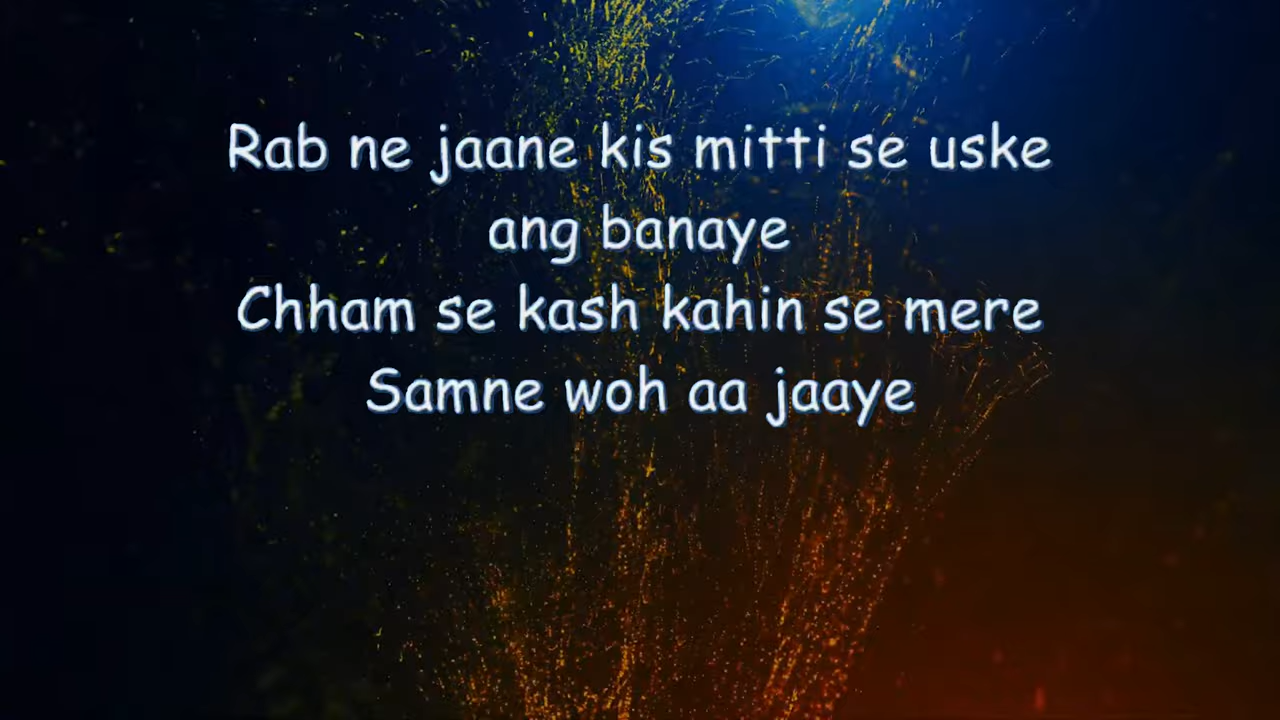 Rab ne jaane kis mitti se uske
ang banaye
Chham se kash kahin se mere
Samne woh aa jaaye